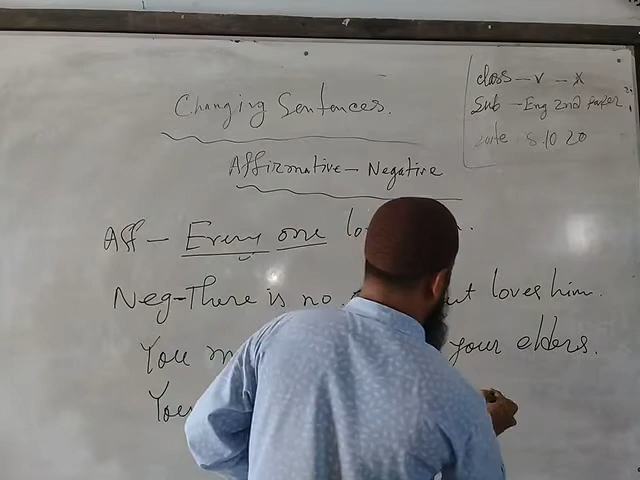 Changing Sentences.
Affirmative - Negative
class - V - X
Sub - Eng 2nd paper
8.10 20
Aff - Every one
Neg - There is no loves him.
You your elders.
You